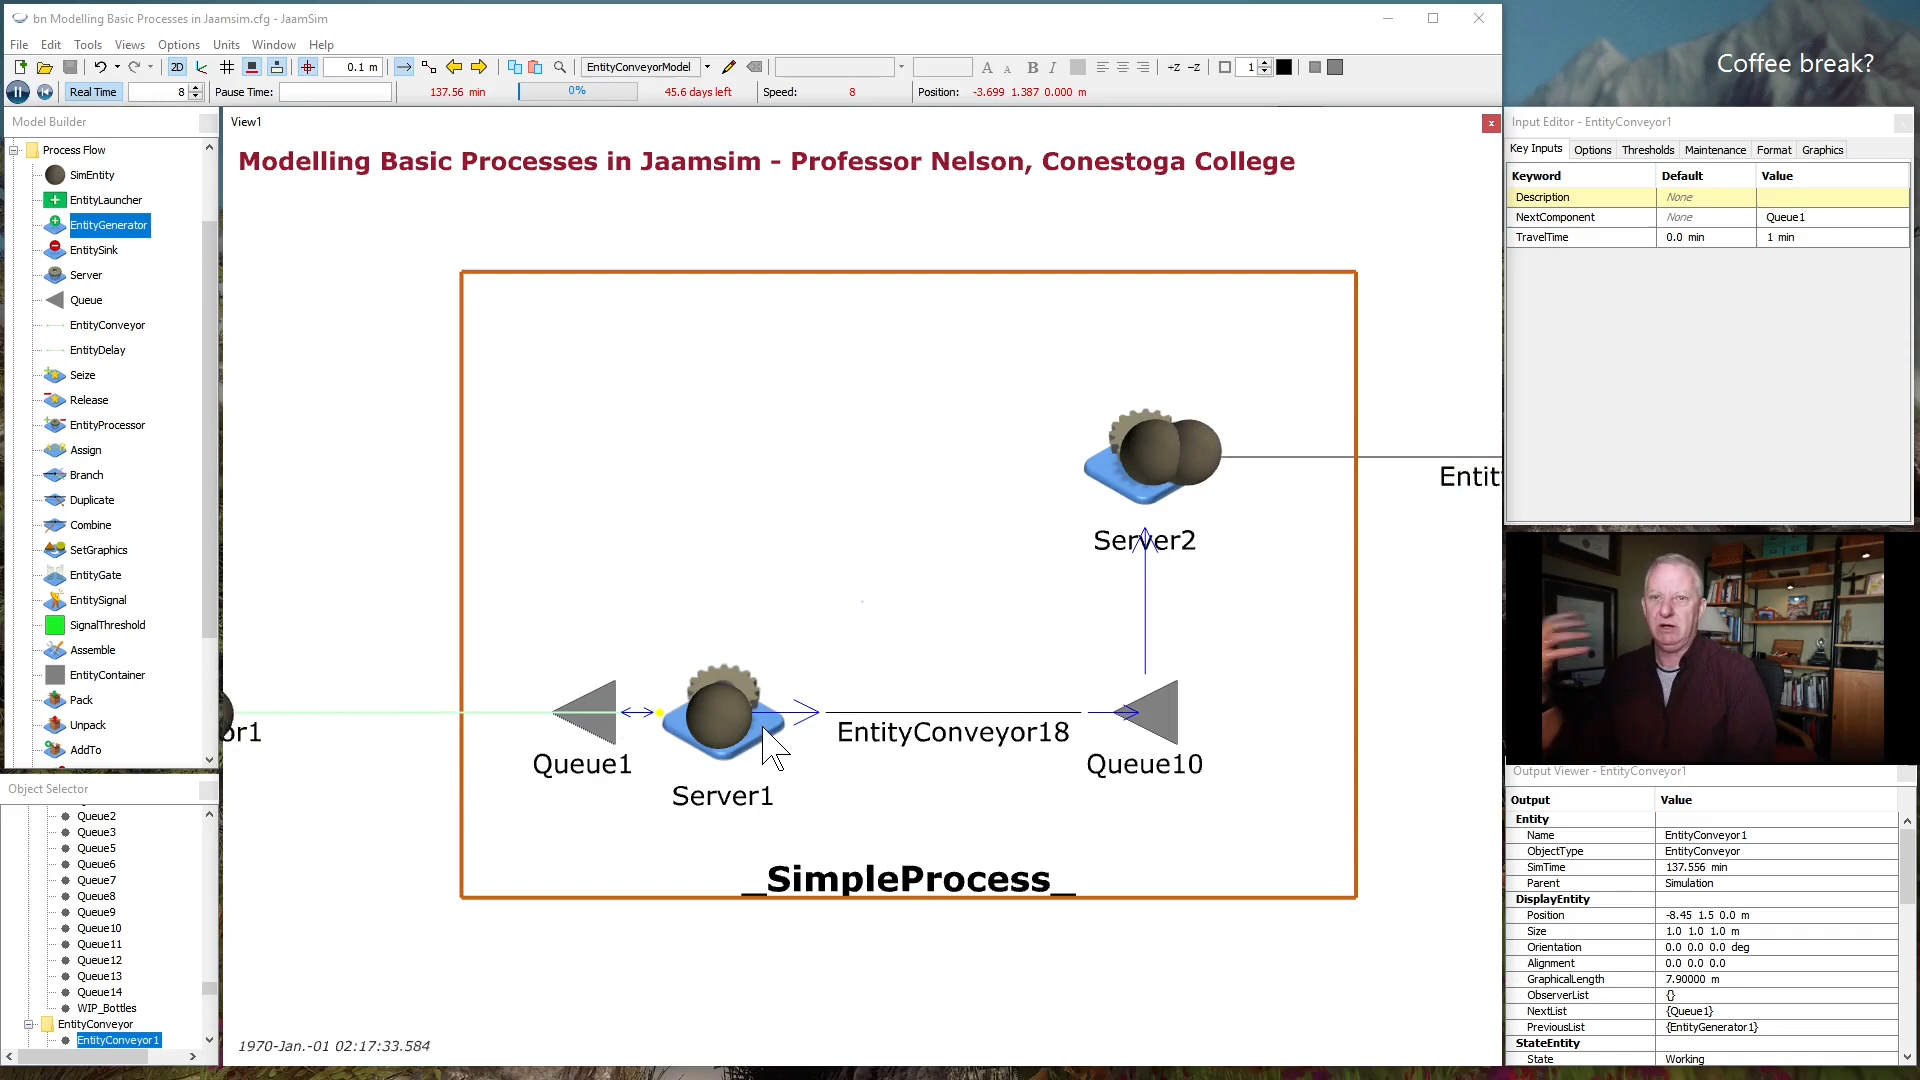 bn Modelling Basic Processes in Jaamsim.cfg - JaamSim
File Edit Tools Views Options Units Window Help
2D 0.1 m EntityConveyorModel A A B I +Z -Z 1
Real Time 8 Pause Time: 137.56 min 0% 45.6 days left Speed: 8 Position: -3.699 1.387 0.000 m
Coffee break?
Model Builder
Process Flow
SimEntity
EntityLauncher
EntityGenerator
EntitySink
Server
Queue
EntityConveyor
EntityDelay
Seize
Release
EntityProcessor
Assign
Branch
Duplicate
Combine
SetGraphics
EntityGate
EntitySignal
SignalThreshold
Assemble
EntityContainer
Pack
Unpack
AddTo
Object Selector
Queue2
Queue3
Queue5
Queue6
Queue7
Queue8
Queue9
Queue10
Queue11
Queue12
Queue13
Queue14
WIP_Bottles
EntityConveyor
EntityConveyor1
View1
x
Modelling Basic Processes in Jaamsim - Professor Nelson, Conestoga College
Entit
Server2
or1
EntityConveyor18
Queue1
Queue10
Server1
_SimpleProcess_
1970-Jan.-01 02:17:33.584
Input Editor - EntityConveyor1
Key Inputs Options Thresholds Maintenance Format Graphics
Keyword Default Value
Description None
NextComponent None Queue1
TravelTime 0.0 min 1 min
Output Viewer - EntityConveyor1
Output Value
Entity
Name EntityConveyor1
ObjectType EntityConveyor
SimTime 137.556 min
Parent Simulation
DisplayEntity
Position -8.45 1.5 0.0 m
Size 1.0 1.0 1.0 m
Orientation 0.0 0.0 0.0 deg
Alignment 0.0 0.0 0.0
GraphicalLength 7.90000 m
ObserverList {}
NextList {Queue1}
PreviousList {EntityGenerator1}
StateEntity
State Working